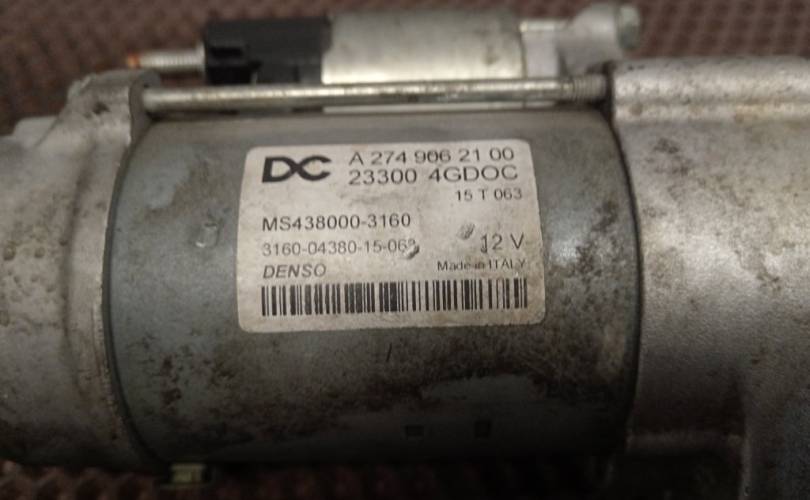 DC A 274 906 21 00
23300 4GDOC
15 T 063
MS438000-3160
3160-04380-15-063 12 V
DENSO Made in ITALY